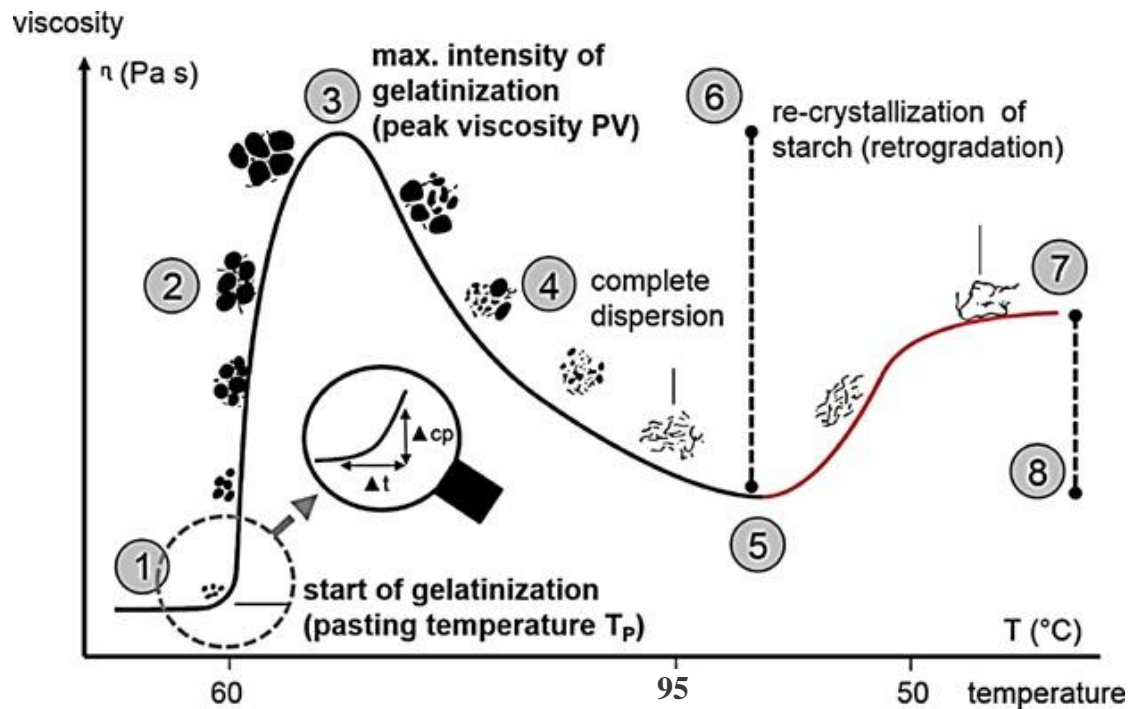 viscosity
η (Pa s)
3
max. intensity of
gelatinization
(peak viscosity PV)
6
re-crystallization of
starch (retrogradation)
2
4
complete
dispersion
7
Δ cp
Δ t
8
1
5
start of gelatinization
(pasting temperature TP)
T (°C)
60
95
50
temperature